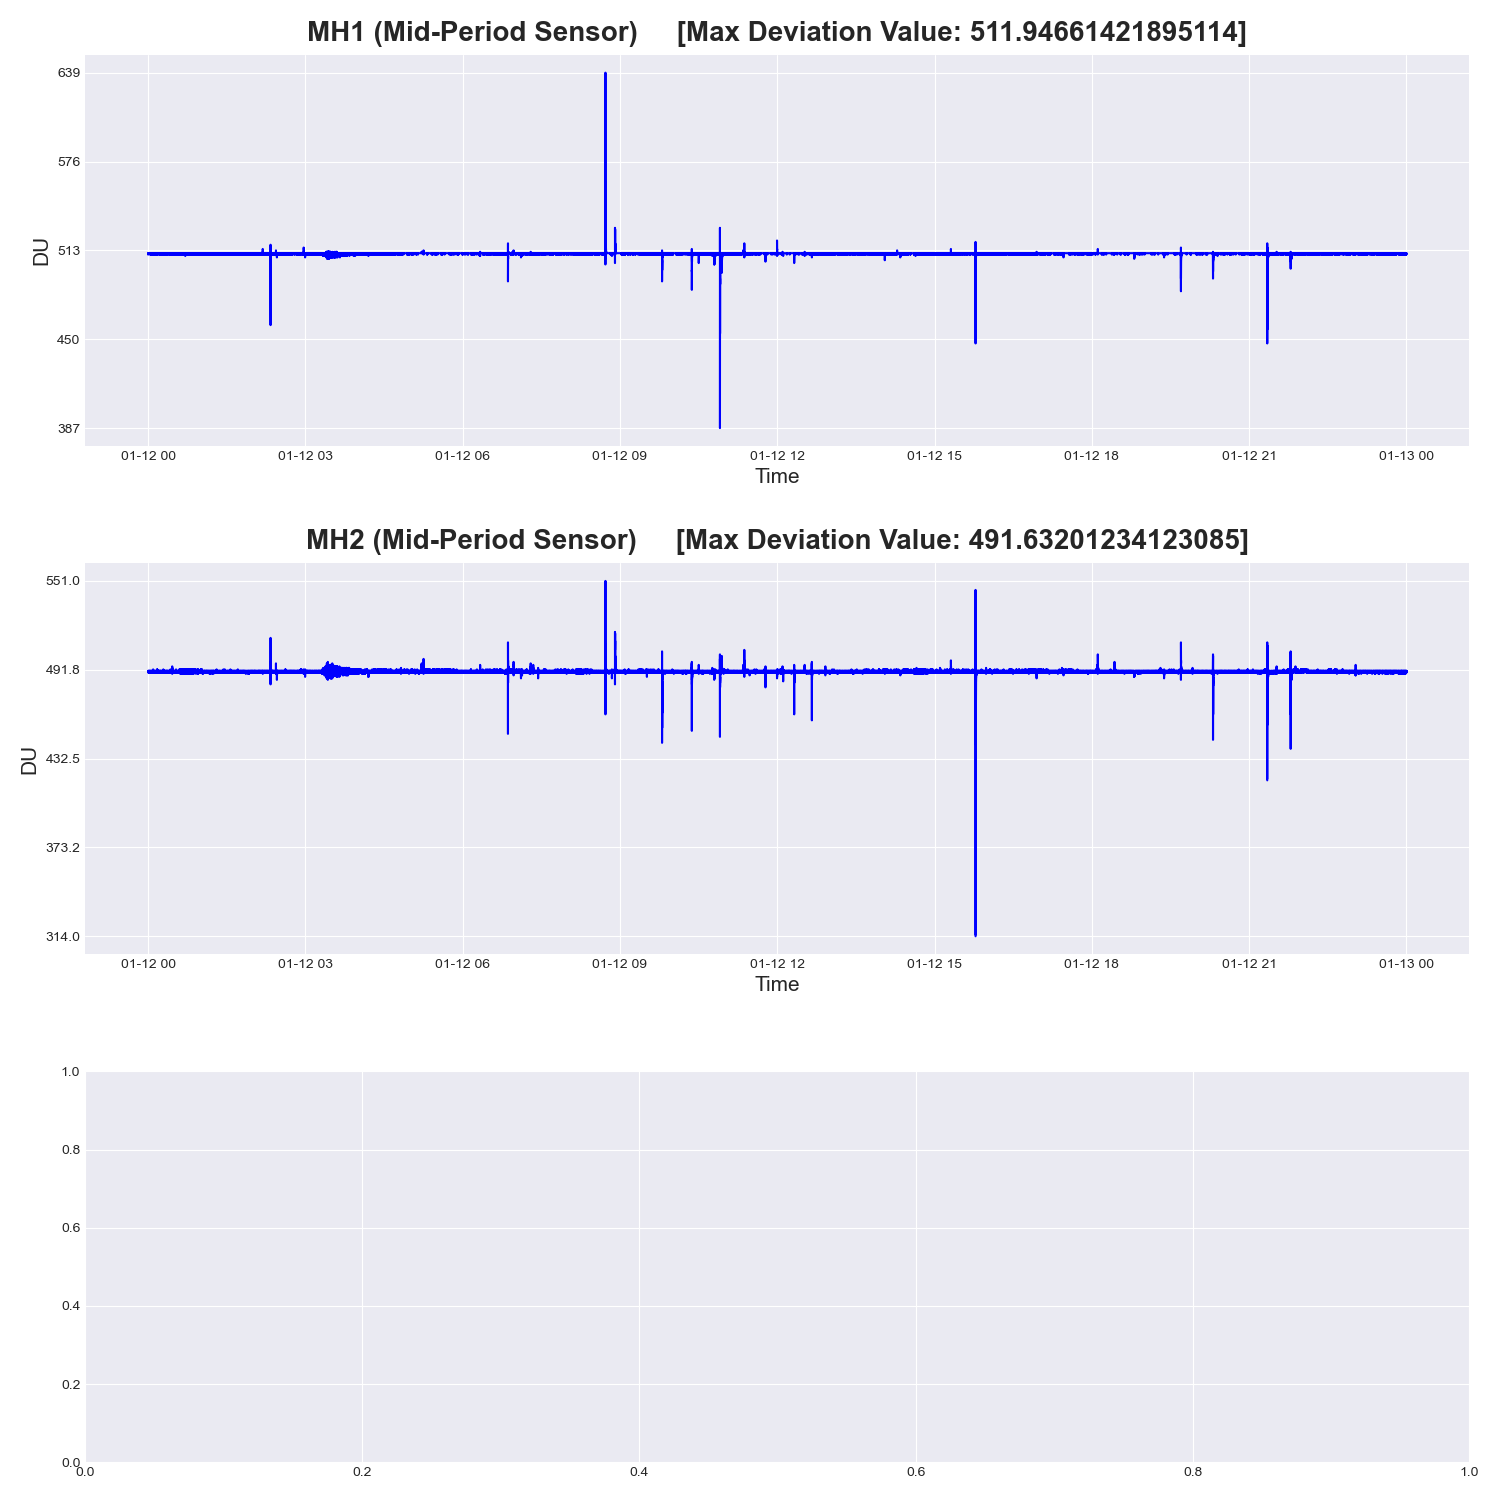 MH1 (Mid-Period Sensor) [Max Deviation Value: 511.94661421895114]
639
576
513
450
387
DU
01-12 00 01-12 03 01-12 06 01-12 09 01-12 12 01-12 15 01-12 18 01-12 21 01-13 00
Time
MH2 (Mid-Period Sensor) [Max Deviation Value: 491.63201234123085]
551.0
491.8
432.5
373.2
314.0
DU
01-12 00 01-12 03 01-12 06 01-12 09 01-12 12 01-12 15 01-12 18 01-12 21 01-13 00
Time
1.0
0.8
0.6
0.4
0.2
0.0
0.0 0.2 0.4 0.6 0.8 1.0